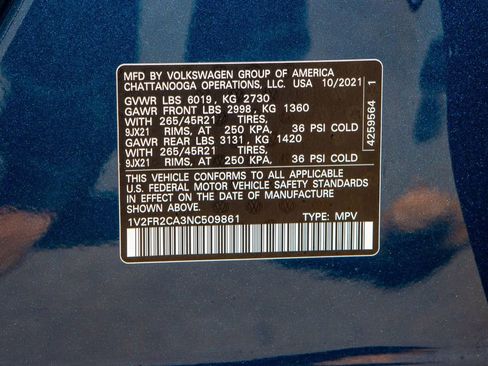 MFD BY VOLKSWAGEN GROUP OF AMERICA
CHATTANOOGA OPERATIONS, LLC. USA 10/2021
GVWR LBS 6019, KG 2730
GAWR FRONT LBS 2998, KG 1360
WITH 265/45R21 TIRES,
9JX21 RIMS, AT 250 KPA, 36 PSI COLD
GAWR REAR LBS 3131, KG 1420
WITH 265/45R21 TIRES,
9JX21 RIMS, AT 250 KPA, 36 PSI COLD
THIS VEHICLE CONFORMS TO ALL APPLICABLE
U.S. FEDERAL MOTOR VEHICLE SAFETY STANDARDS
IN EFFECT ON THE DATE OF MANUFACTURE
SHOWN ABOVE.
1V2FR2CA3NC509861 TYPE: MPV
4259564 1